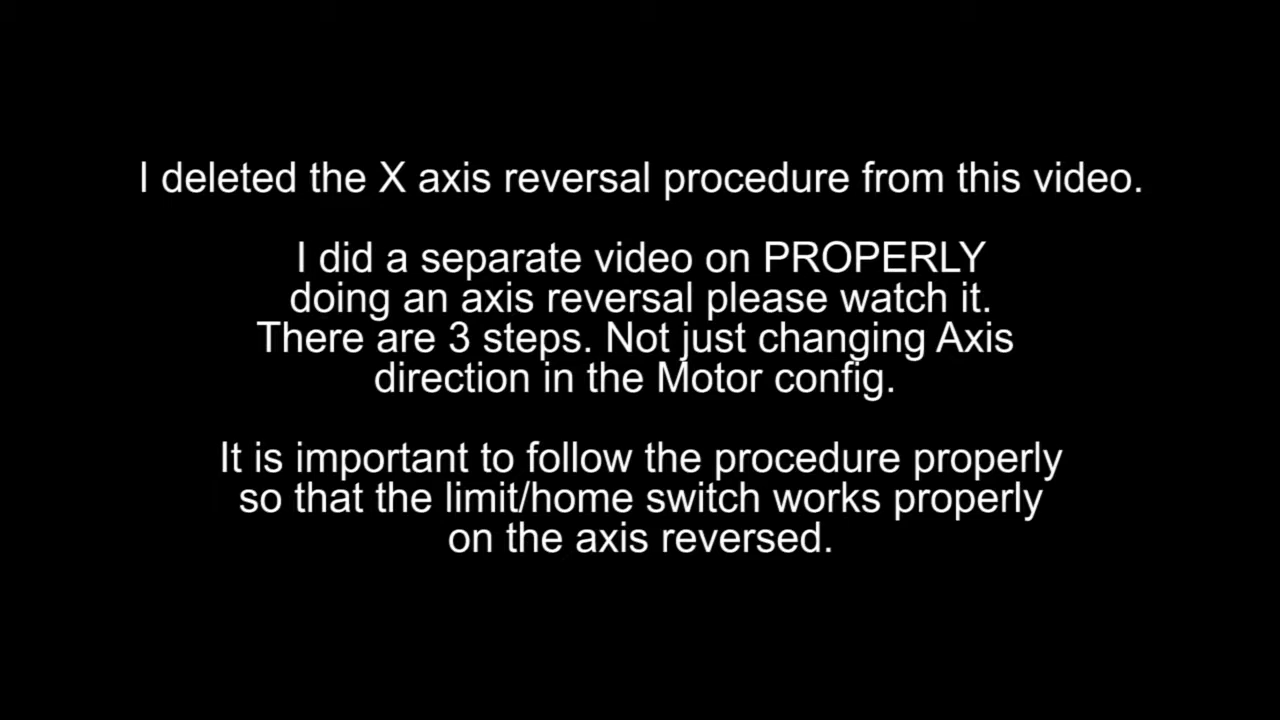 I deleted the X axis reversal procedure from this video.
I did a separate video on PROPERLY
doing an axis reversal please watch it.
There are 3 steps. Not just changing Axis
direction in the Motor config.
It is important to follow the procedure properly
so that the limit/home switch works properly
on the axis reversed.